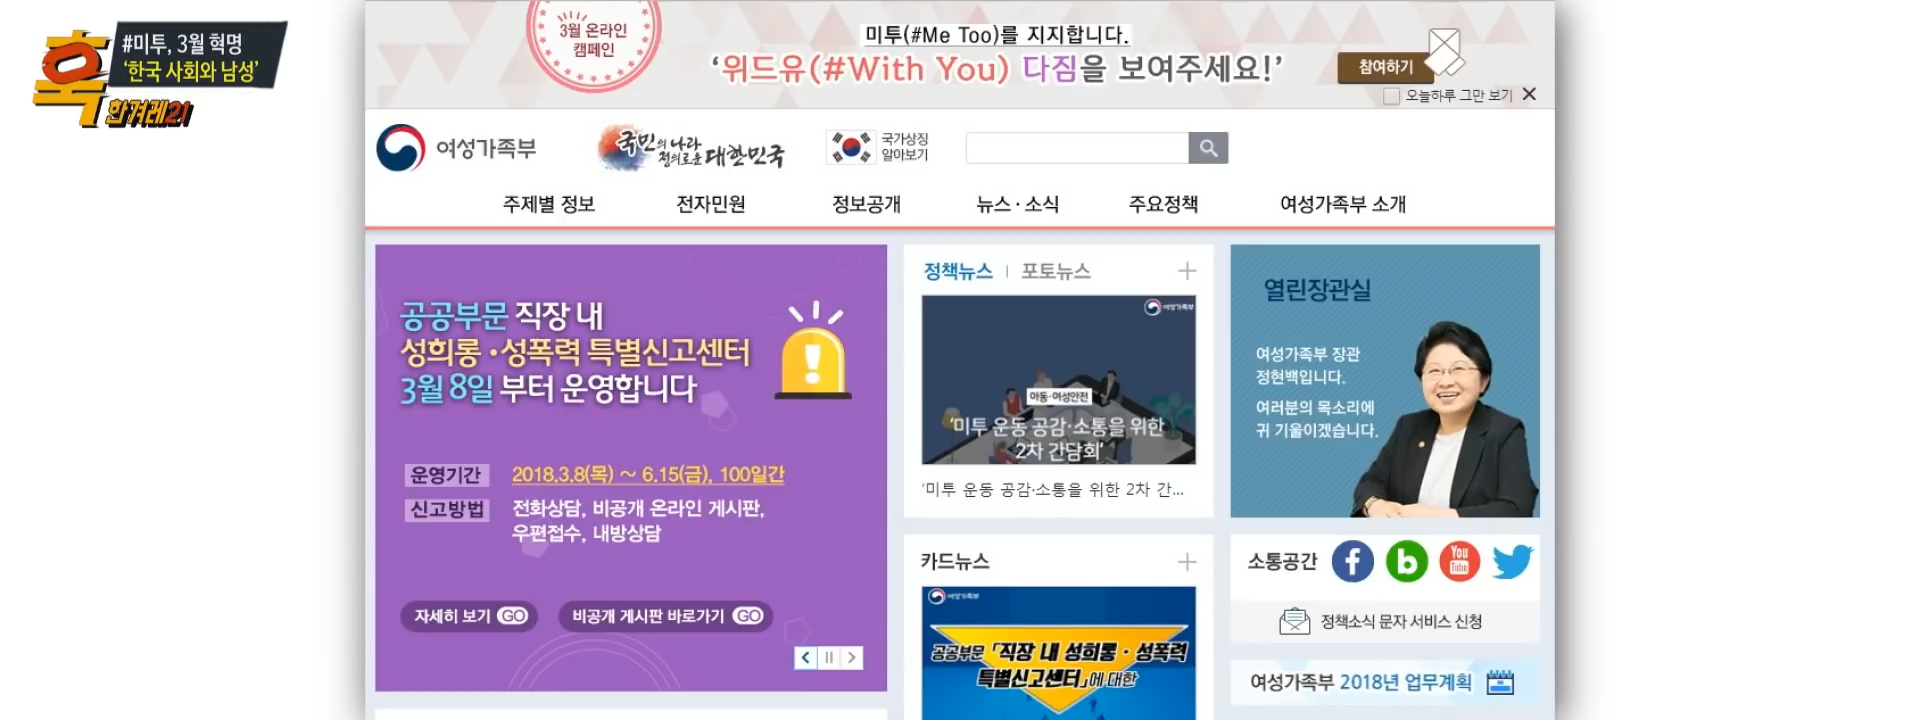 #미투, 3월 혁명
'한국 사회와 남성'
훅
한겨레21
3월 온라인
캠페인
미투(#Me Too)를 지지합니다.
'위드유(#With You) 다짐을 보여주세요!'
참여하기
오늘하루 그만 보기
여성가족부
국민의 나라
정의로운 대한민국
국가상징
알아보기
주제별 정보
전자민원
정보공개
뉴스·소식
주요정책
여성가족부 소개
공공부문 직장 내
성희롱·성폭력 특별신고센터
3월 8일 부터 운영합니다
운영기간 2018.3.8(목) ~ 6.15(금), 100일간
신고방법 전화상담, 비공개 온라인 게시판,
우편접수, 내방상담
자세히 보기 GO
비공개 게시판 바로가기 GO
정책뉴스 | 포토뉴스
여성가족부
아동·여성안전
'미투 운동 공감·소통을 위한
2차 간담회'
'미투 운동 공감·소통을 위한 2차 간...
카드뉴스
여성가족부
공공부문 「직장 내 성희롱·성폭력
특별신고센터」에 대한
열린장관실
여성가족부 장관
정현백입니다.
여러분의 목소리에
귀 기울이겠습니다.
소통공간
f
b
You
Tube
정책소식 문자 서비스 신청
여성가족부 2018년 업무계획